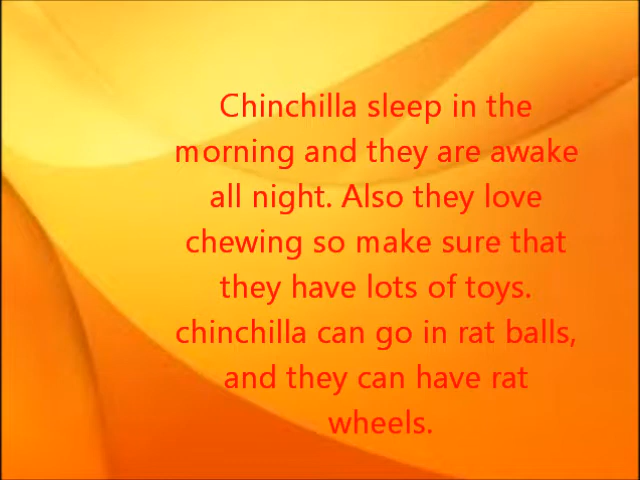 Chinchilla sleep in the
morning and they are awake
all night. Also they love
chewing so make sure that
they have lots of toys.
chinchilla can go in rat balls,
and they can have rat
wheels.